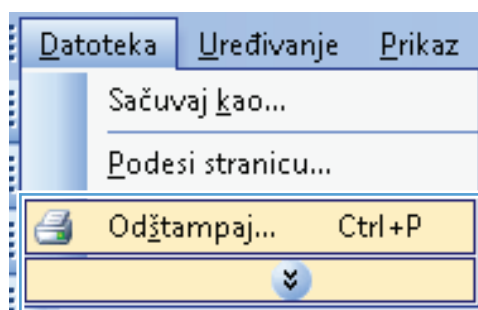 Datoteka Uređivanje Prikaz
Sačuvaj kao...
Podesi stranicu...
Odštampaj... Ctrl+P